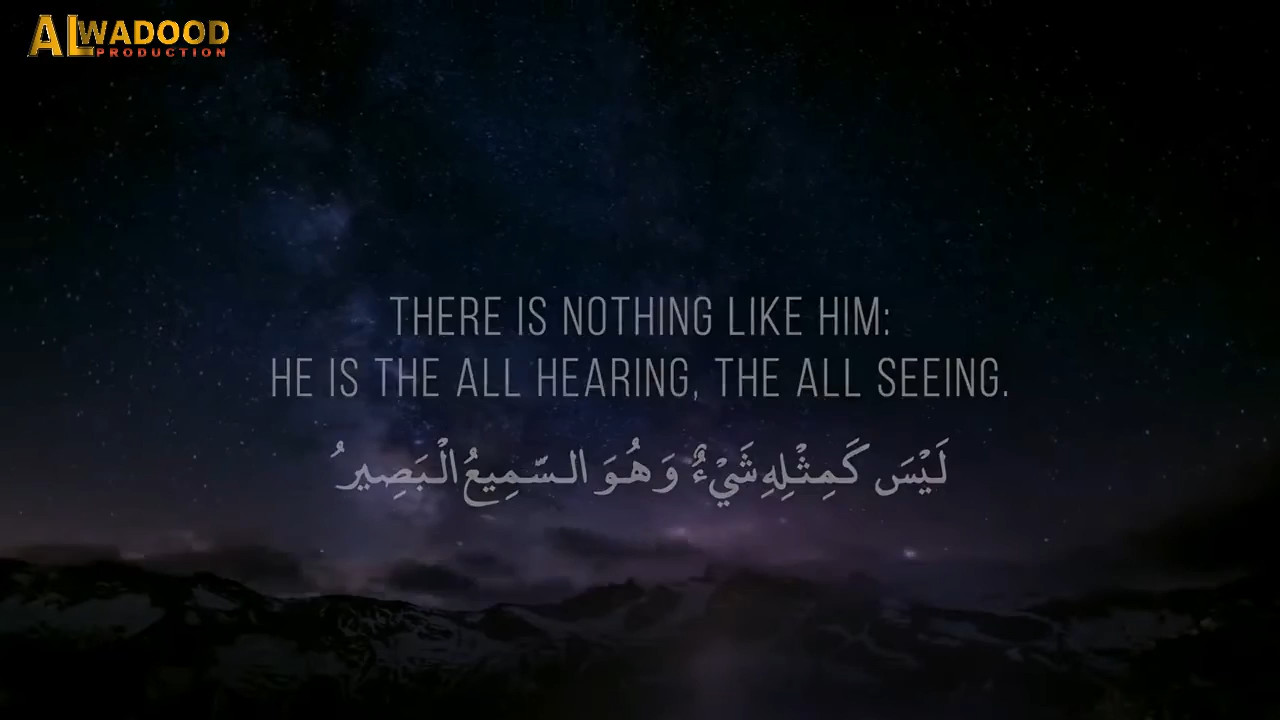 ALWADOOD
PRODUCTION
THERE IS NOTHING LIKE HIM:
HE IS THE ALL HEARING, THE ALL SEEING.
لَيْسَ كَمِثْلِهِ شَيْءٌ وَهُوَ السَّمِيعُ الْبَصِيرُ